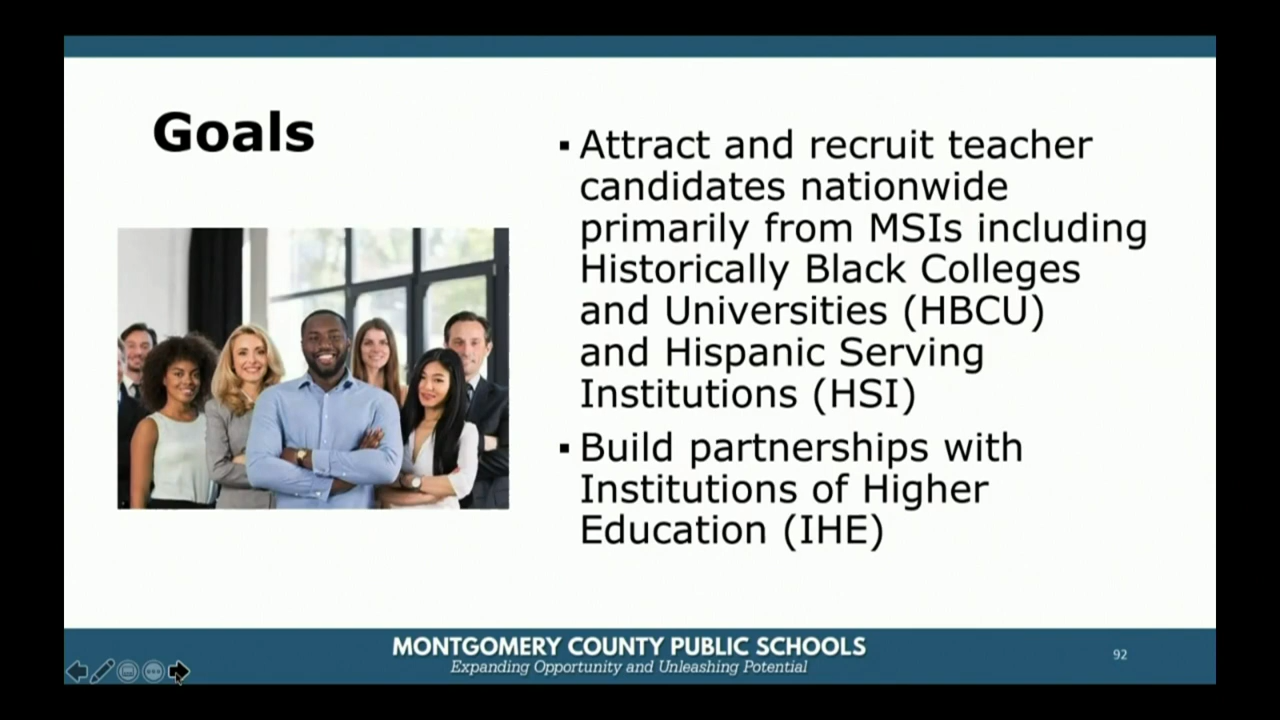 Goals
▪ Attract and recruit teacher
candidates nationwide
primarily from MSIs including
Historically Black Colleges
and Universities (HBCU)
and Hispanic Serving
Institutions (HSI)
▪ Build partnerships with
Institutions of Higher
Education (IHE)
MONTGOMERY COUNTY PUBLIC SCHOOLS
Expanding Opportunity and Unleashing Potential
92